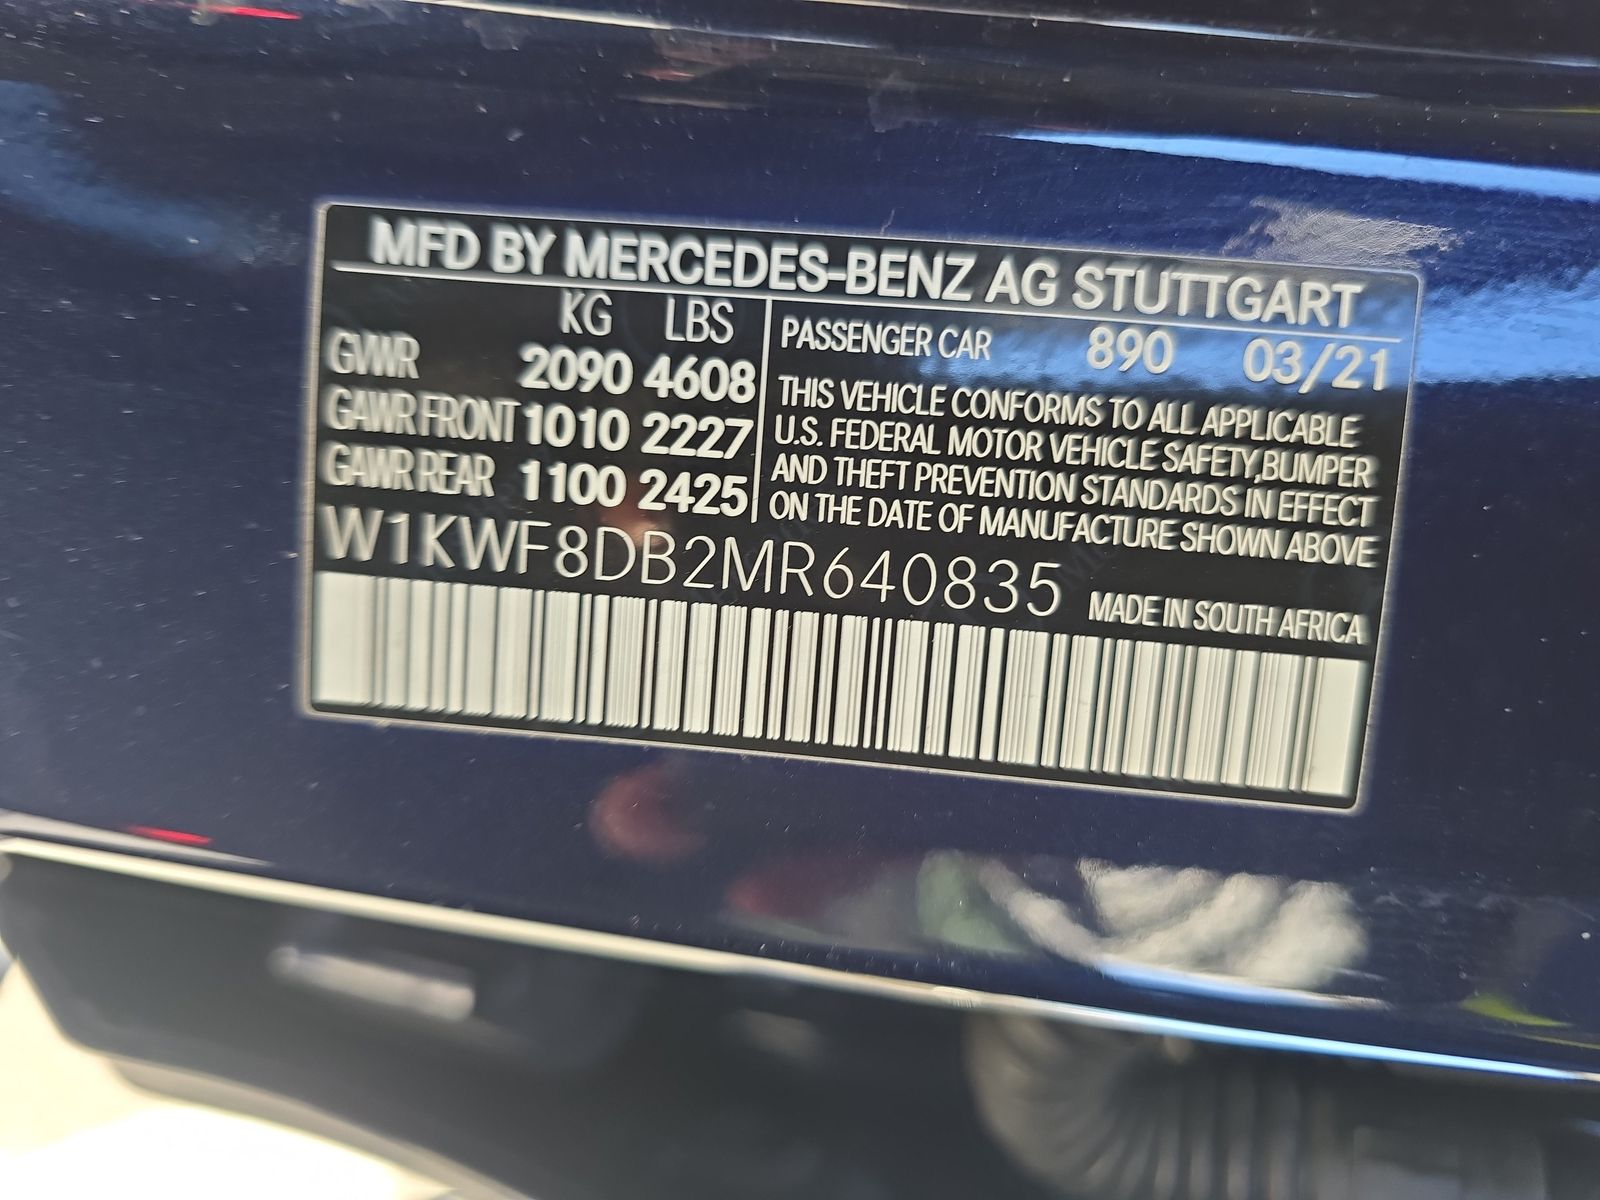 MFD BY MERCEDES-BENZ AG STUTTGART
KG LBS
GVWR 2090 4608
GAWR FRONT 1010 2227
GAWR REAR 1100 2425
PASSENGER CAR 890 03/21
THIS VEHICLE CONFORMS TO ALL APPLICABLE
U.S. FEDERAL MOTOR VEHICLE SAFETY,BUMPER
AND THEFT PREVENTION STANDARDS IN EFFECT
ON THE DATE OF MANUFACTURE SHOWN ABOVE
W1KWF8DB2MR640835
MADE IN SOUTH AFRICA